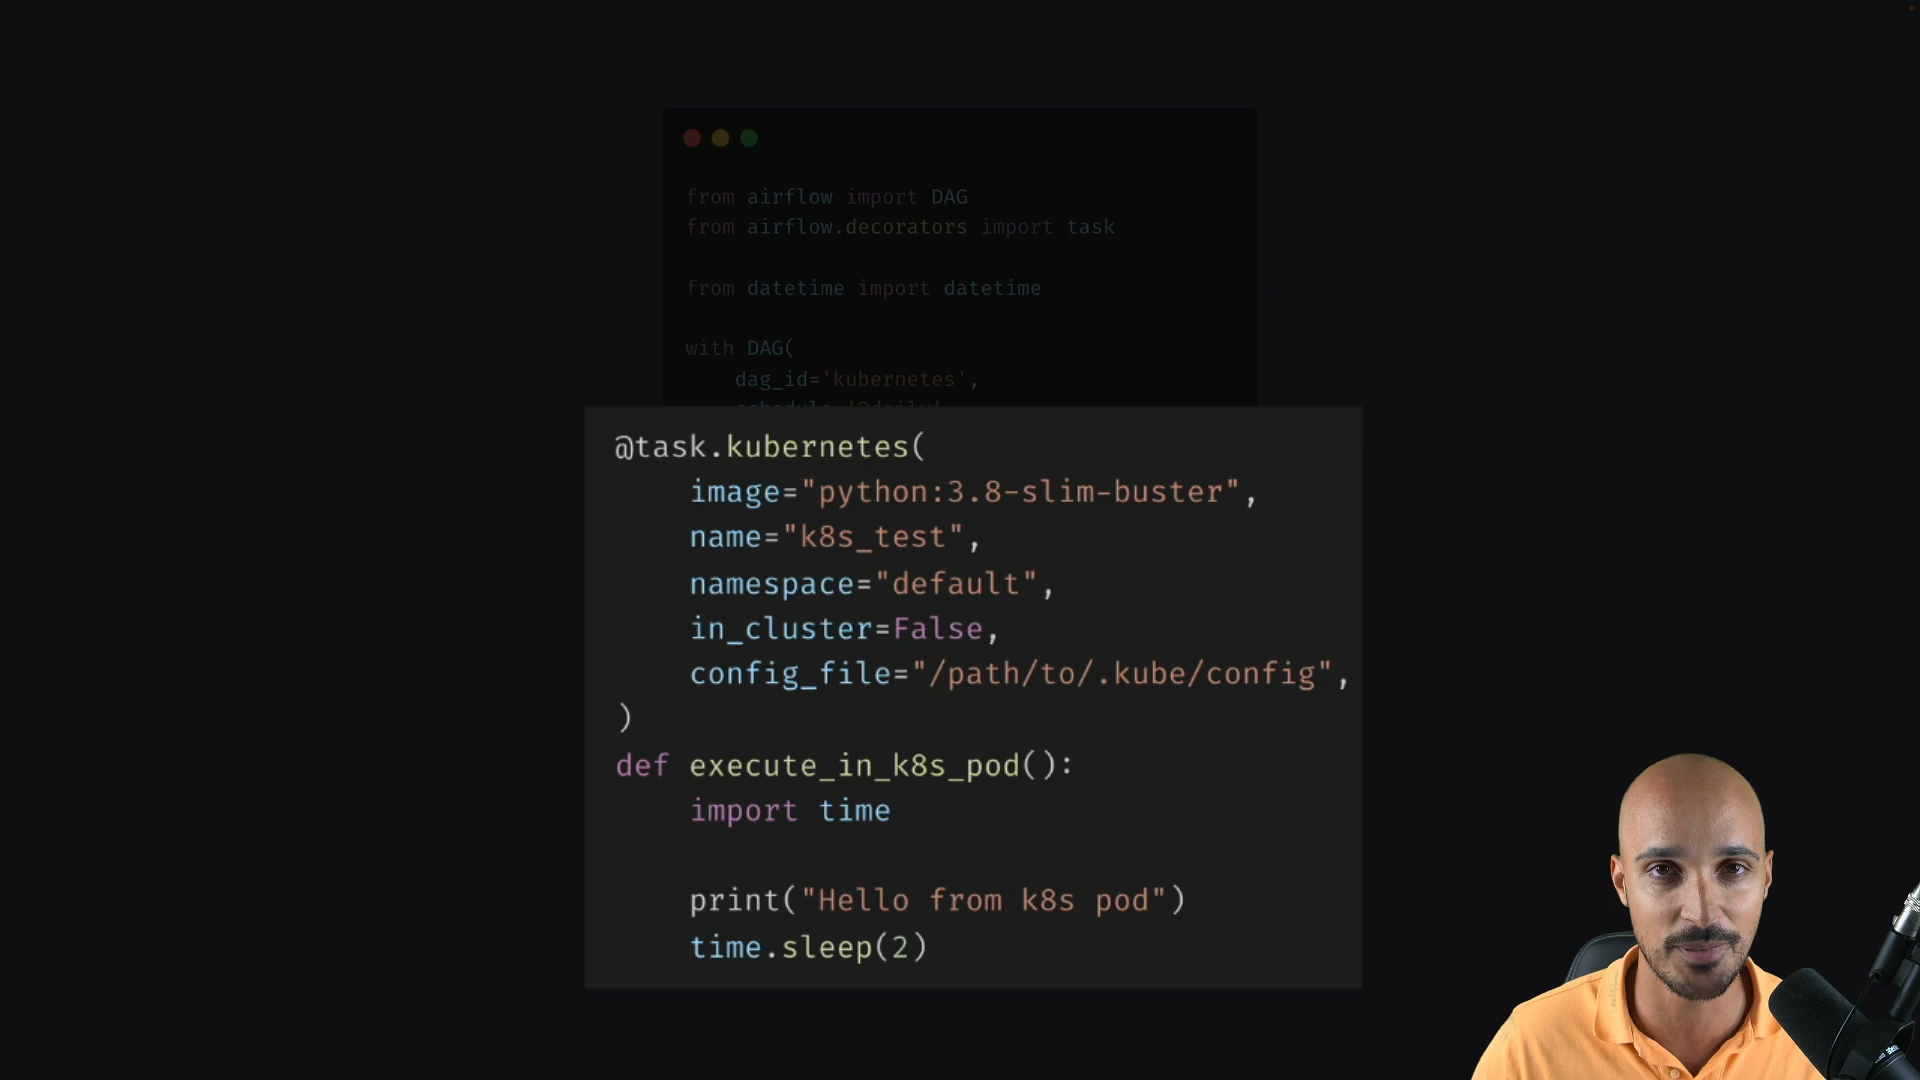 from airflow import DAG
from airflow.decorators import task
from datetime import datetime
with DAG(
dag_id='kubernetes',
@task.kubernetes(
image="python:3.8-slim-buster",
name="k8s_test",
namespace="default",
in_cluster=False,
config_file="/path/to/.kube/config",
)
def execute_in_k8s_pod():
import time
print("Hello from k8s pod")
time.sleep(2)